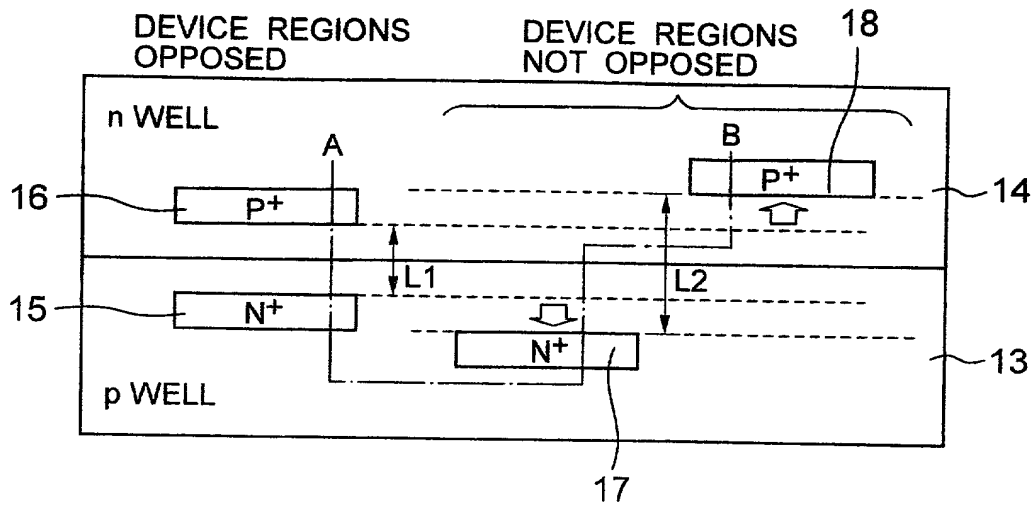 DEVICE REGIONS
OPPOSED
DEVICE REGIONS
NOT OPPOSED
18
n WELL
A
B
16
P+
P+
14
L1
L2
15
N+
N+
13
p WELL
17